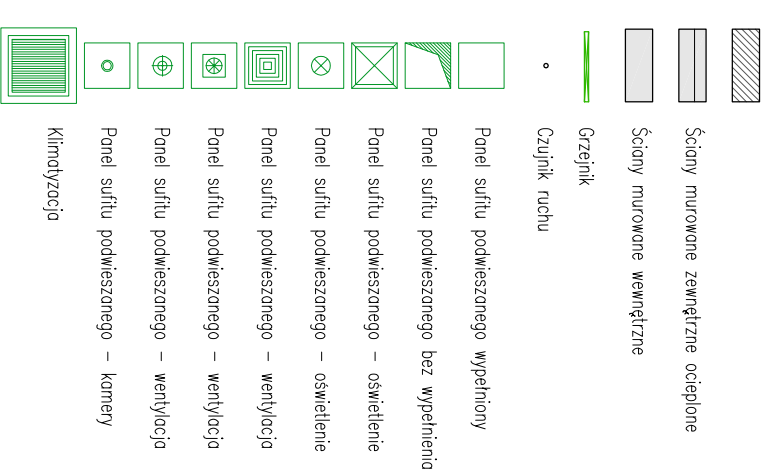 Ściany murowane zewnętrzne ocieplone
Ściany murowane wewnętrzne
Grzejnik
Czujnik ruchu
Panel sufitu podwieszanego wypełniony
Panel sufitu podwieszanego bez wypełnienia
Panel sufitu podwieszanego – oświetlenie
Panel sufitu podwieszanego – oświetlenie
Panel sufitu podwieszanego – wentylacja
Panel sufitu podwieszanego – wentylacja
Panel sufitu podwieszanego – wentylacja
Panel sufitu podwieszanego – kamery
Klimatyzacja